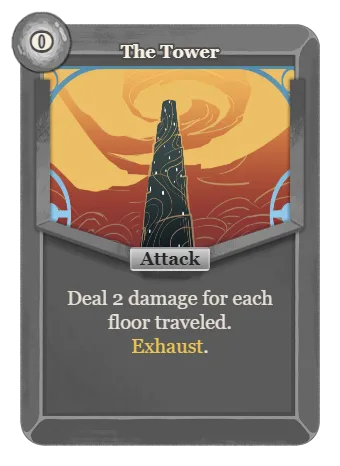 0
The Tower
Attack
Deal 2 damage for each
floor traveled.
Exhaust.